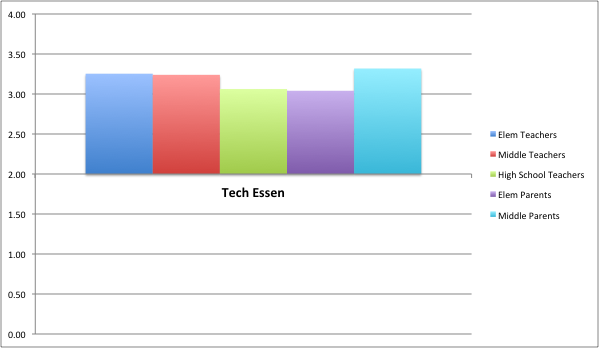 4.00
3.50
3.00
2.50
2.00
1.50
1.00
0.50
0.00
Tech Essen
Elem Teachers
Middle Teachers
High School Teachers
Elem Parents
Middle Parents